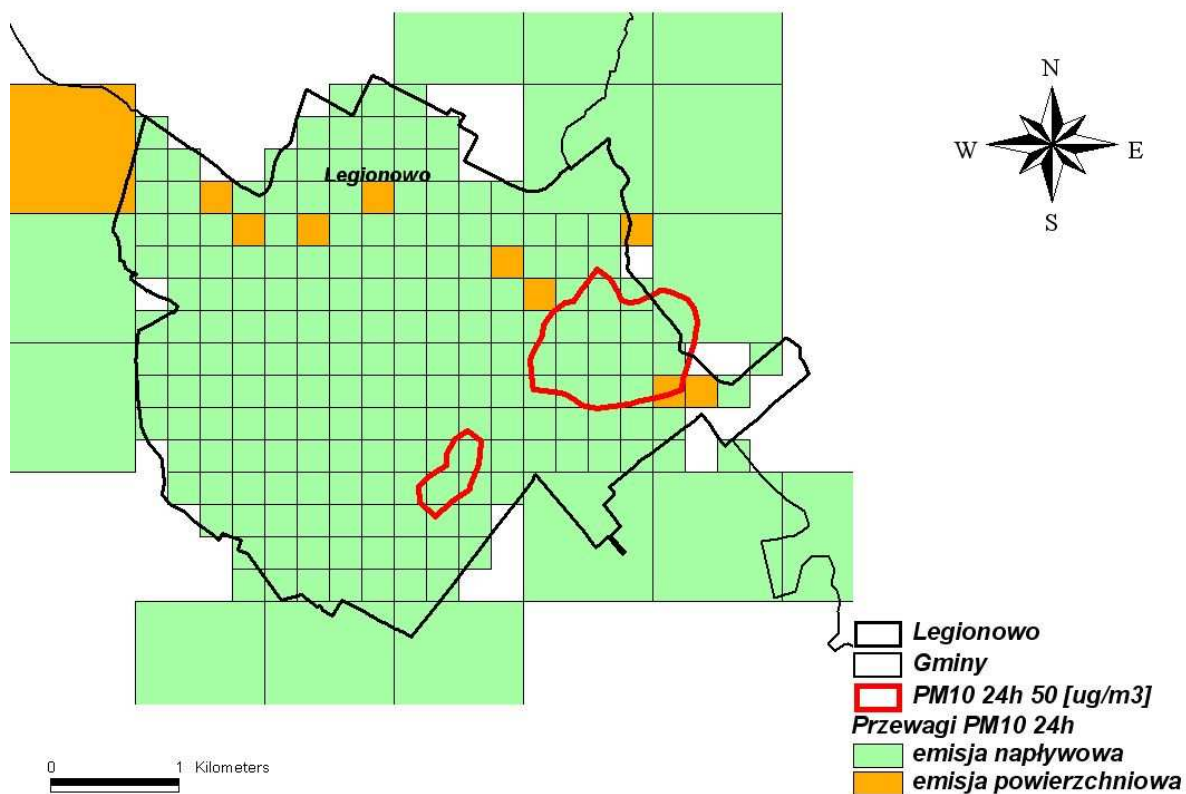 N
W E
S
Legionowo
Legionowo
Gminy
PM10 24h 50 [ug/m3]
Przewagi PM10 24h
emisja napływowa
emisja powierzchniowa
0 1 Kilometers